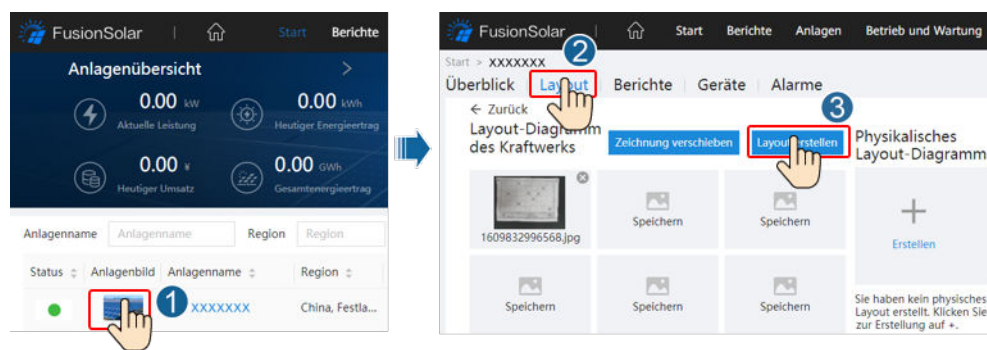 FusionSolar
Start Berichte
Anlagenübersicht >
0.00 kW
Aktuelle Leistung
0.00 kWh
Heutiger Energieertrag
0.00 ¥
Heutiger Umsatz
0.00 GWh
Gesamtenergieertrag
Anlagenname Anlagenname Region Region
Status Anlagenbild Anlagenname Region
1 XXXXXXX China, Festla...
FusionSolar Start Berichte Anlagen Betrieb und Wartung
Start > XXXXXXX
2
Überblick Layout Berichte Geräte Alarme
3
← Zurück
Layout-Diagramm
des Kraftwerks
Zeichnung verschieben
Layout erstellen
Physikalisches
Layout-Diagramm
1609832996568.jpg
Speichern
Speichern
Erstellen
Speichern
Speichern
Speichern
Sie haben kein physisches
Layout erstellt. Klicken Sie
zur Erstellung auf +.